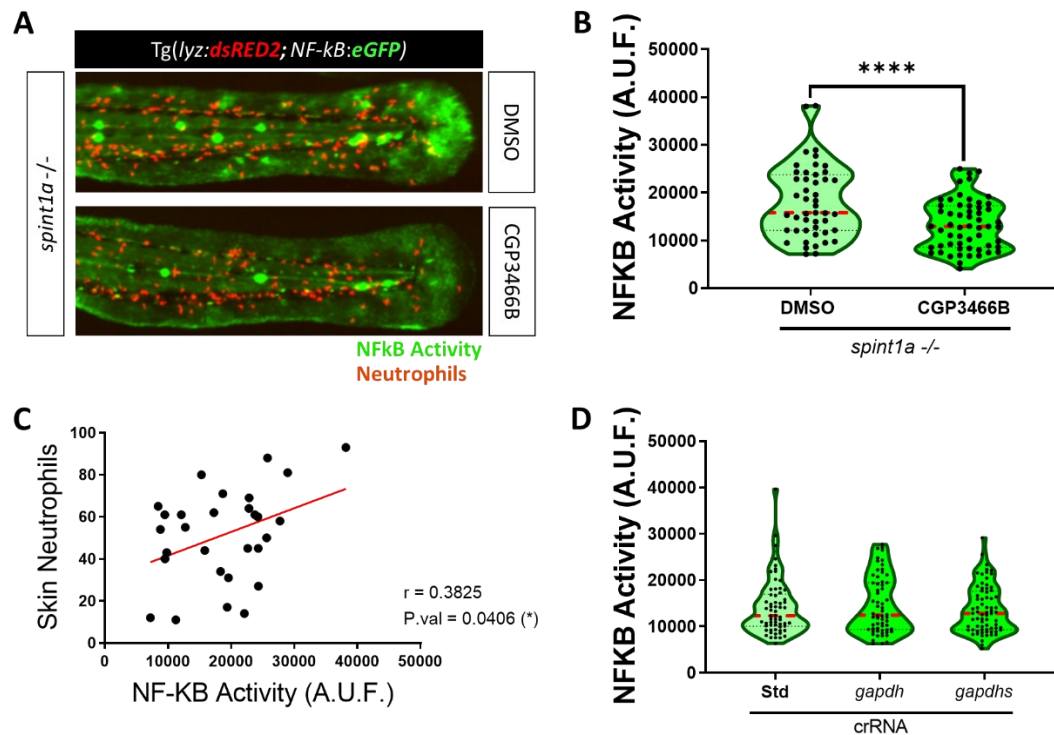 A
Tg(lyz:dsRED2; NF-kB:eGFP)
spint1a -/-
DMSO
CGP3466B
NFkB Activity
Neutrophils
B
NFKB Activity (A.U.F.)
50000
40000
30000
20000
10000
0
****
DMSO
CGP3466B
spint1a -/-
C
Skin Neutrophils
100
80
60
40
20
0
r = 0.3825
P.val = 0.0406 (*)
0 10000 20000 30000 40000 50000
NF-KB Activity (A.U.F.)
D
NFKB Activity (A.U.F.)
50000
40000
30000
20000
10000
0
Std gapdh gapdhs
crRNA